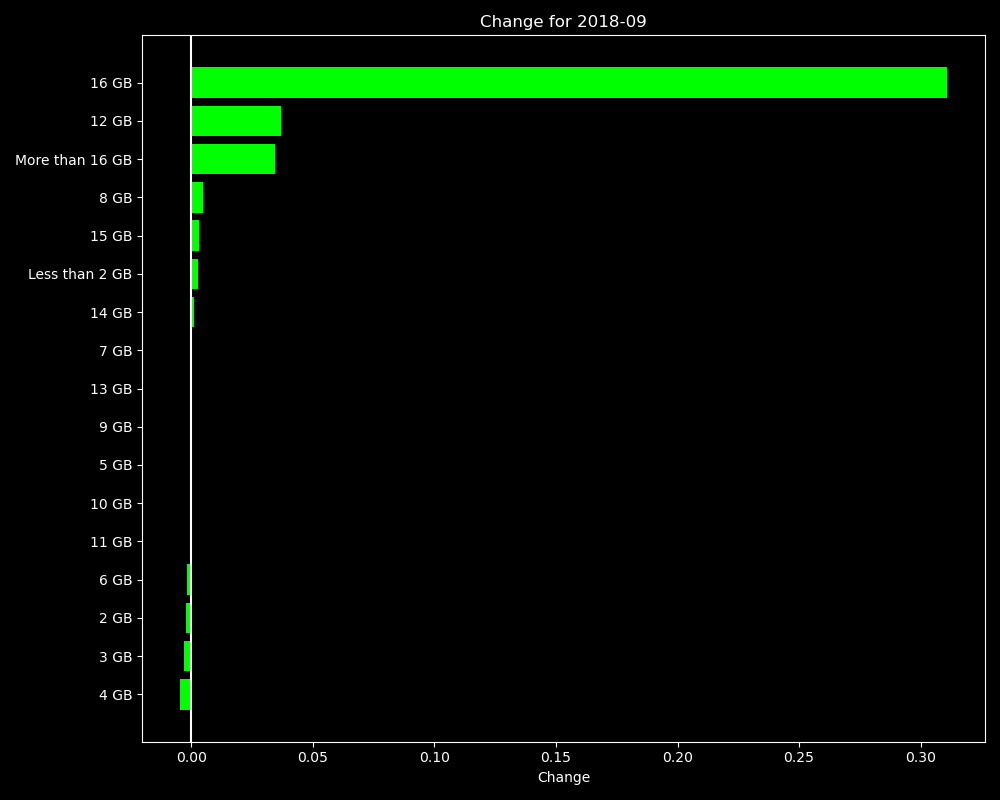 Change for 2018-09
16 GB
12 GB
More than 16 GB
8 GB
15 GB
Less than 2 GB
14 GB
7 GB
13 GB
9 GB
5 GB
10 GB
11 GB
6 GB
2 GB
3 GB
4 GB
0.00 0.05 0.10 0.15 0.20 0.25 0.30
Change